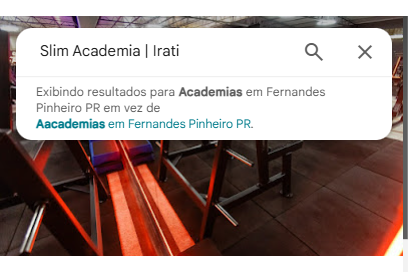 Slim Academia | Irati
Exibindo resultados para Academias em Fernandes
Pinheiro PR em vez de
Aacademias em Fernandes Pinheiro PR.